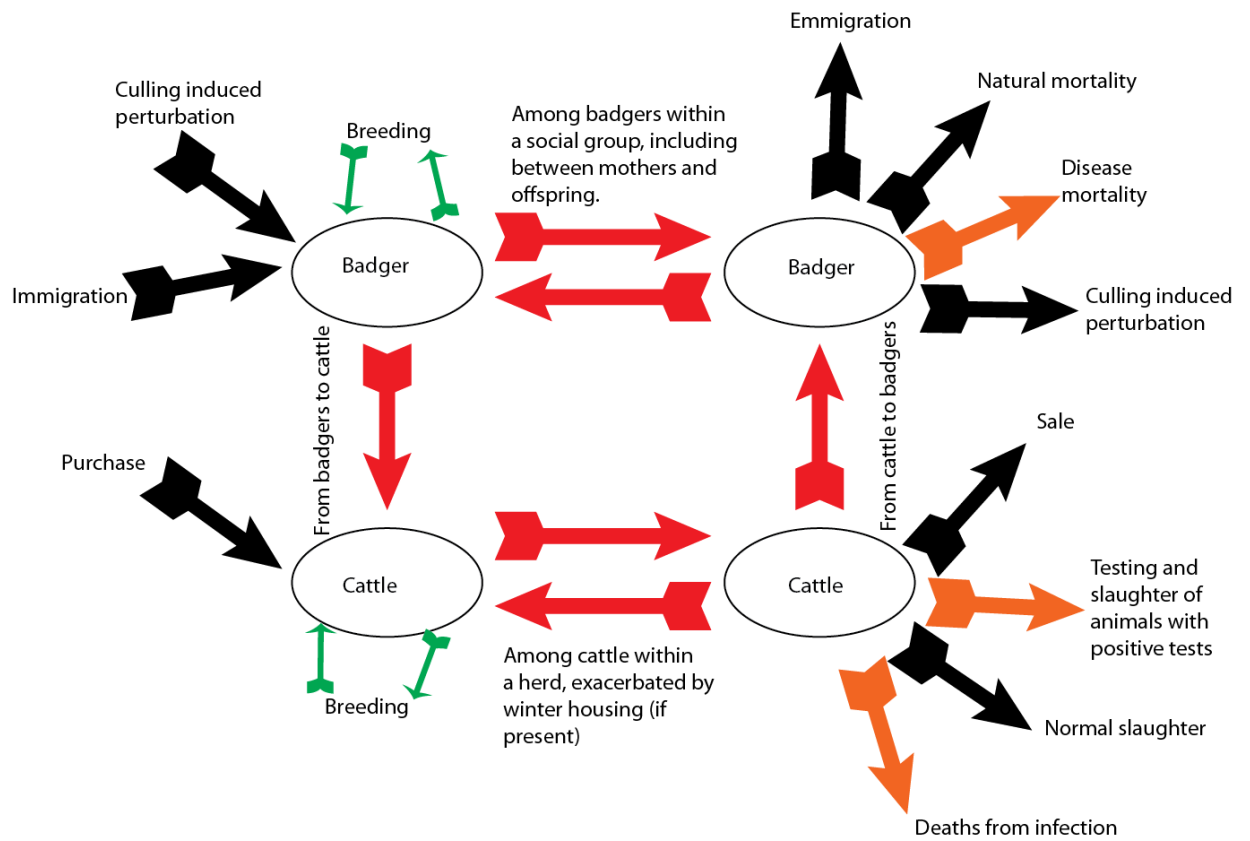 Emmigration
Culling induced
perturbation
Natural mortality
Among badgers within
a social group, including
between mothers and
offspring.
Breeding
Disease
mortality
Badger
Badger
Immigration
Culling induced
perturbation
From badgers to cattle
From cattle to badgers
Sale
Purchase
Cattle
Cattle
Testing and
slaughter of
animals with
positive tests
Among cattle within
a herd, exacerbated by
winter housing (if
present)
Breeding
Normal slaughter
Deaths from infection